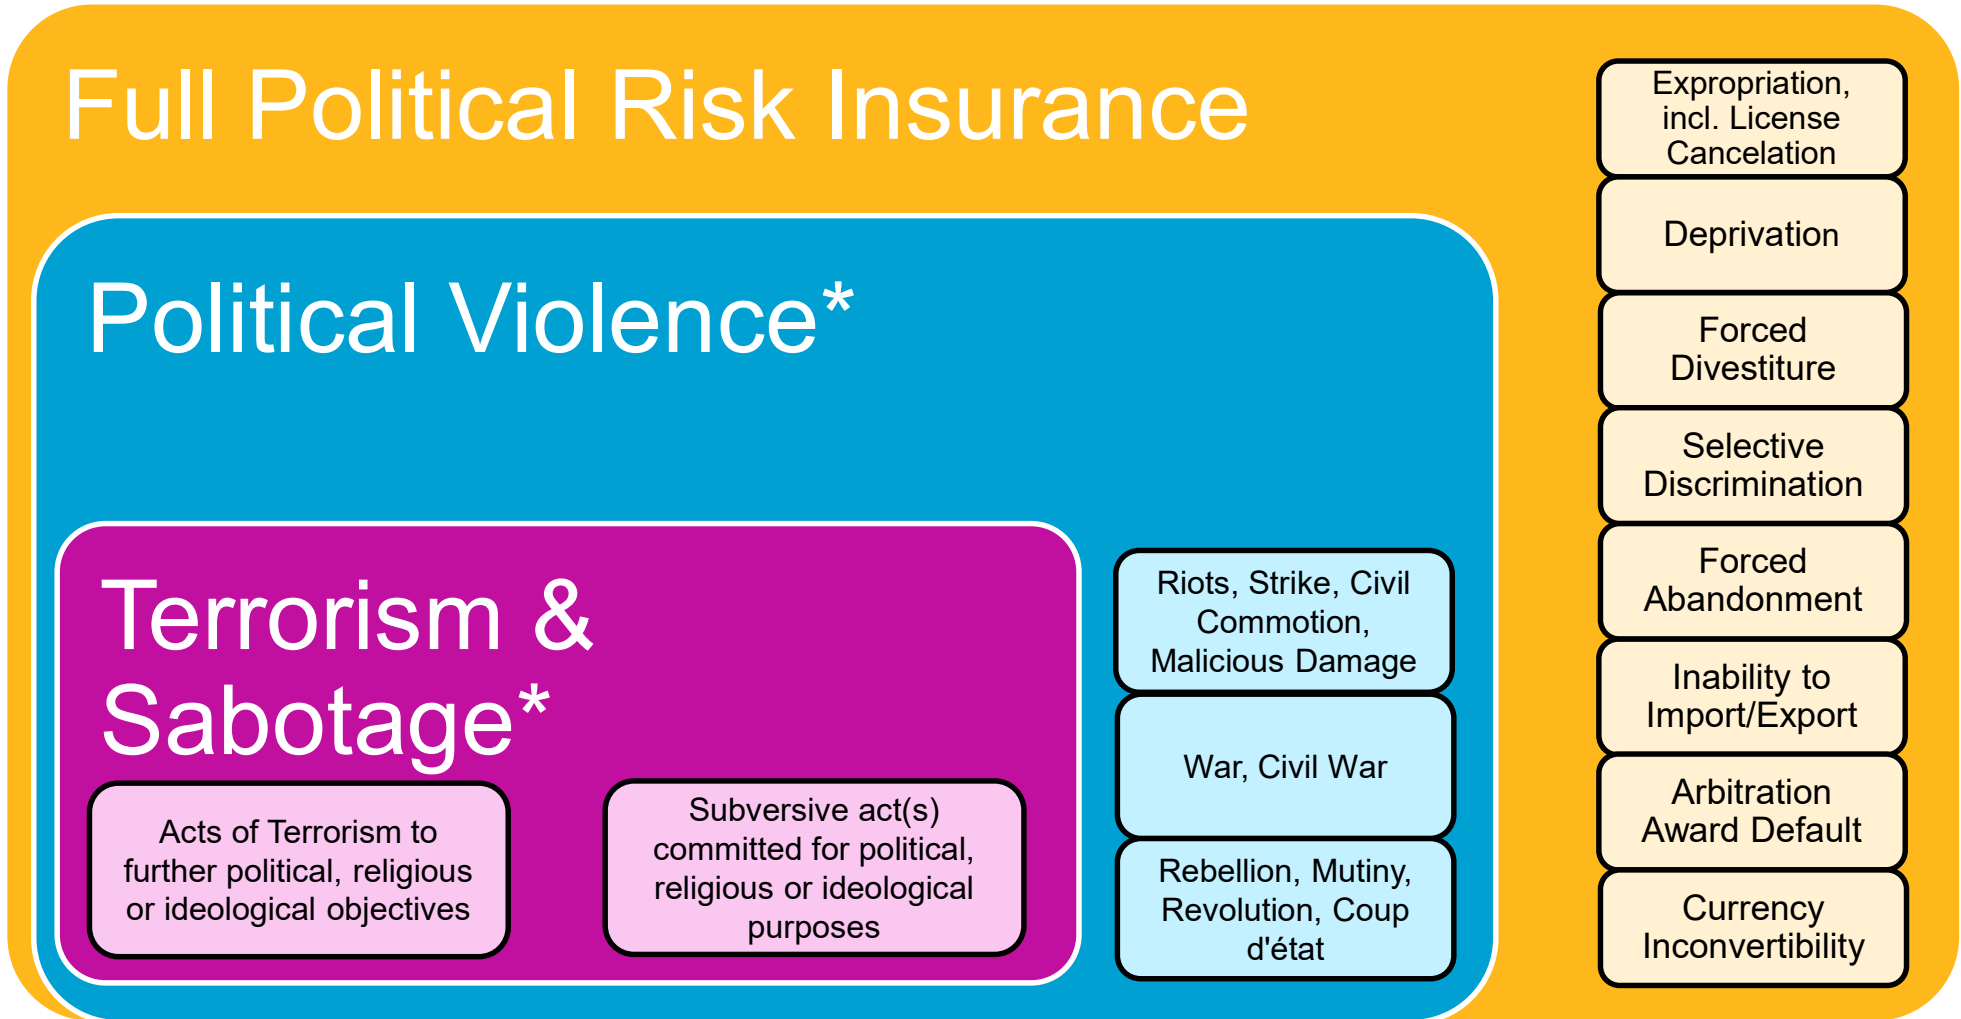 Full Political Risk Insurance
Expropriation,
incl. License
Cancelation
Deprivation
Forced
Divestiture
Selective
Discrimination
Forced
Abandonment
Inability to
Import/Export
Arbitration
Award Default
Currency
Inconvertibility
Political Violence*
Riots, Strike, Civil
Commotion,
Malicious Damage
War, Civil War
Rebellion, Mutiny,
Revolution, Coup
d'état
Terrorism &
Sabotage*
Acts of Terrorism to
further political, religious
or ideological objectives
Subversive act(s)
committed for political,
religious or ideological
purposes